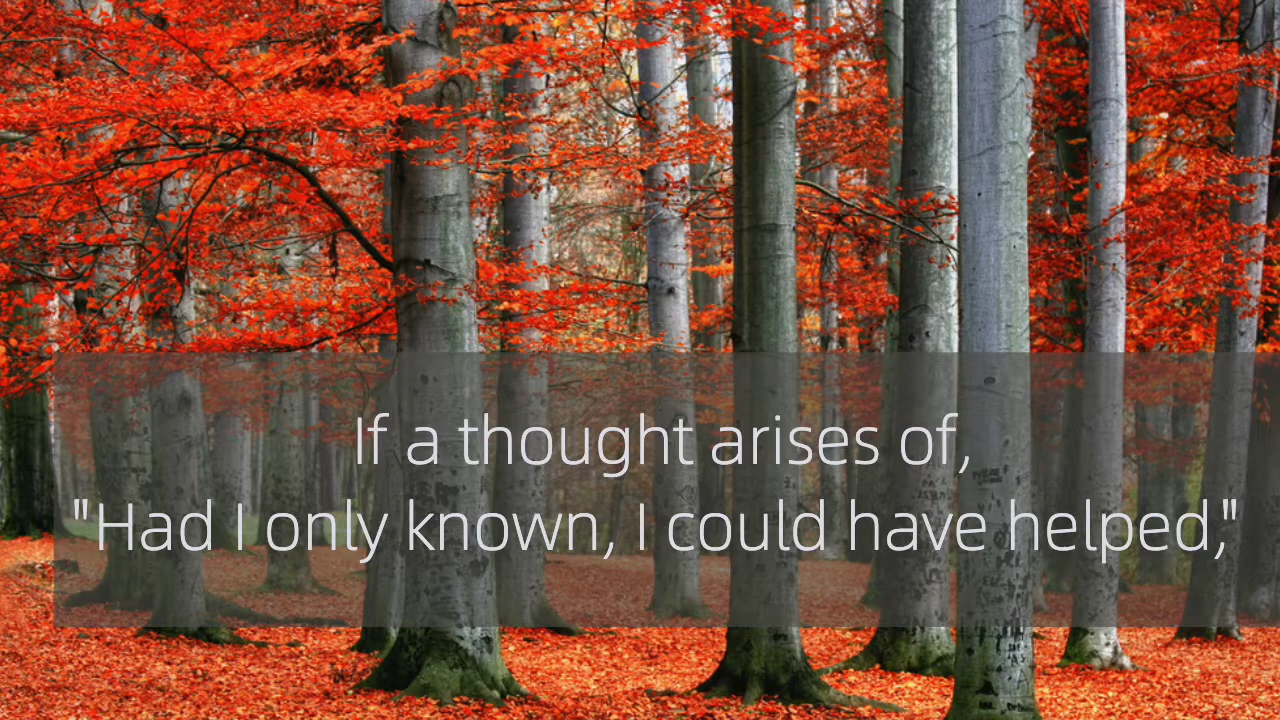 If a thought arises of,
"Had I only known, I could have helped,"